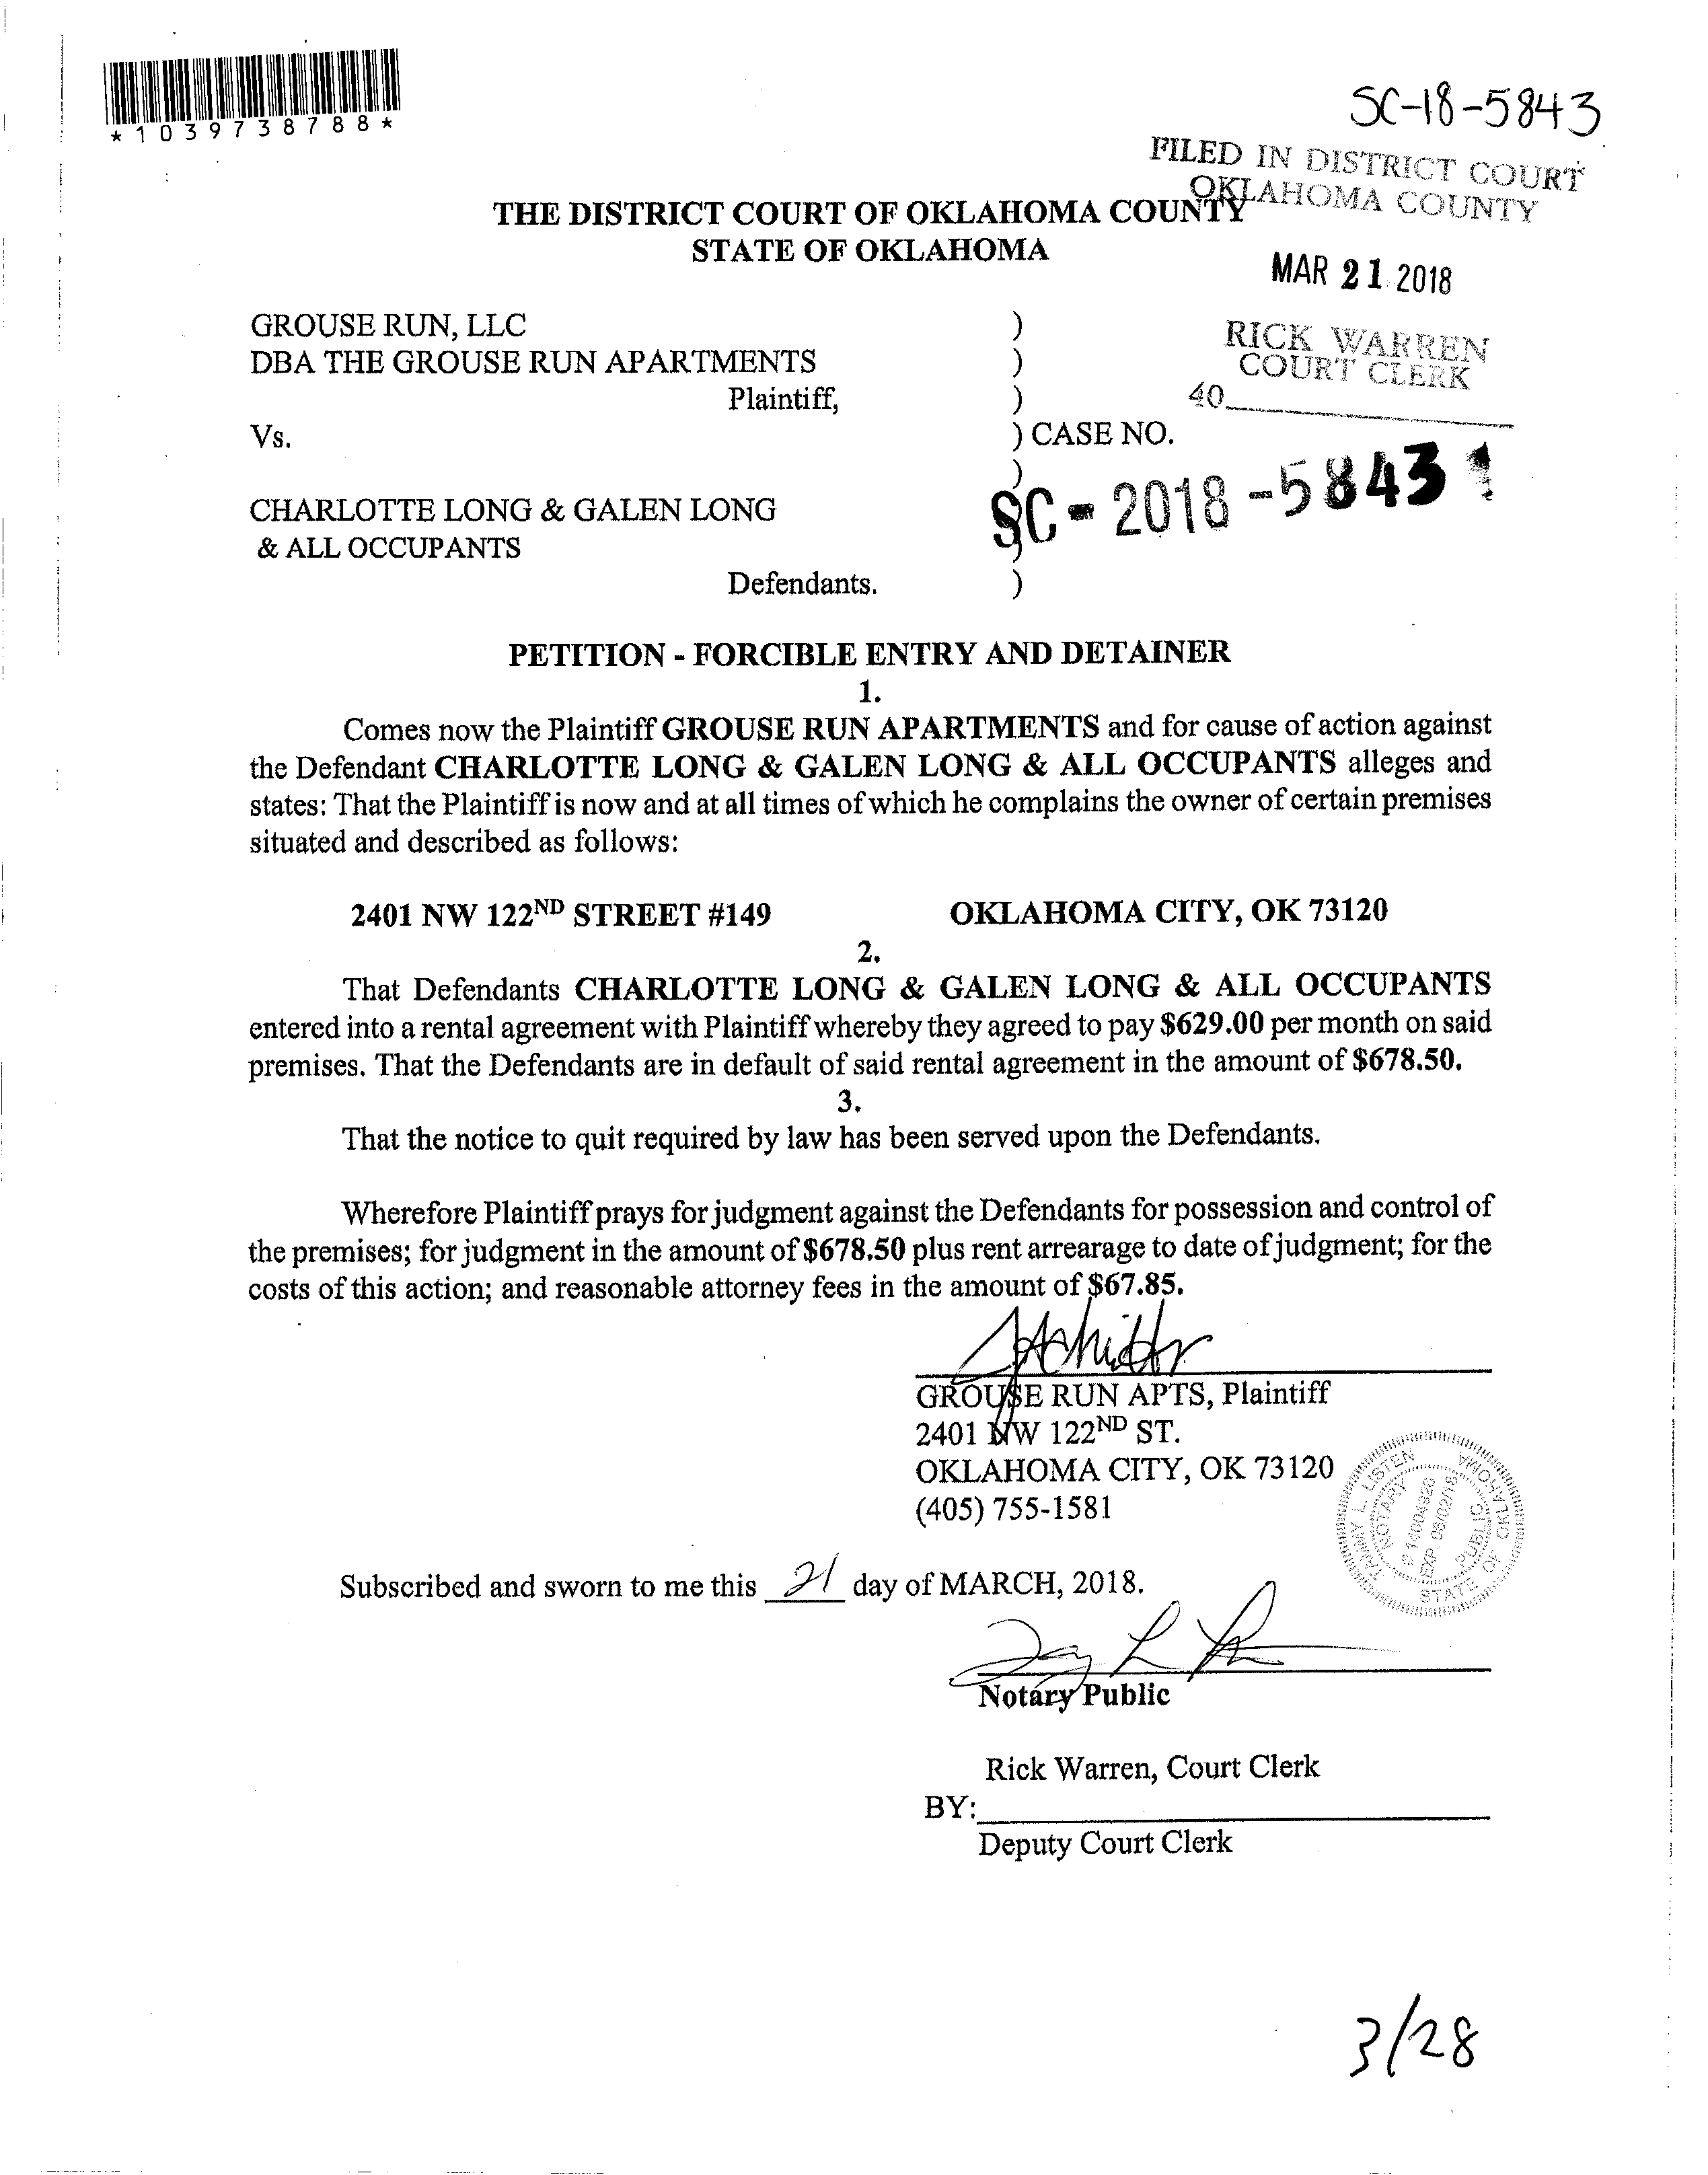 *1039738788*
SC-18-5843
FILED IN DISTRICT COURT
OKLAHOMA COUNTY
THE DISTRICT COURT OF OKLAHOMA COUNTY
STATE OF OKLAHOMA
MAR 21 2018
GROUSE RUN, LLC )
DBA THE GROUSE RUN APARTMENTS )
Plaintiff, )
RICK WARREN
COURT CLERK
40
Vs. ) CASE NO.
)
SC-2018-5843
CHARLOTTE LONG & GALEN LONG )
& ALL OCCUPANTS )
Defendants. )
PETITION - FORCIBLE ENTRY AND DETAINER
1.
Comes now the Plaintiff GROUSE RUN APARTMENTS and for cause of action against
the Defendant CHARLOTTE LONG & GALEN LONG & ALL OCCUPANTS alleges and
states: That the Plaintiff is now and at all times of which he complains the owner of certain premises
situated and described as follows:
2401 NW 122ND STREET #149 OKLAHOMA CITY, OK 73120
2.
That Defendants CHARLOTTE LONG & GALEN LONG & ALL OCCUPANTS
entered into a rental agreement with Plaintiff whereby they agreed to pay $629.00 per month on said
premises. That the Defendants are in default of said rental agreement in the amount of $678.50.
3.
That the notice to quit required by law has been served upon the Defendants.
Wherefore Plaintiff prays for judgment against the Defendants for possession and control of
the premises; for judgment in the amount of $678.50 plus rent arrearage to date of judgment; for the
costs of this action; and reasonable attorney fees in the amount of $67.85.
GROUSE RUN APTS, Plaintiff
2401 NW 122ND ST.
OKLAHOMA CITY, OK 73120
(405) 755-1581
TAMMY L. LISTEN
NOTARY PUBLIC
STATE OF OKLAHOMA
Subscribed and sworn to me this 21 day of MARCH, 2018.
Notary Public
Rick Warren, Court Clerk
BY:
Deputy Court Clerk
3/28